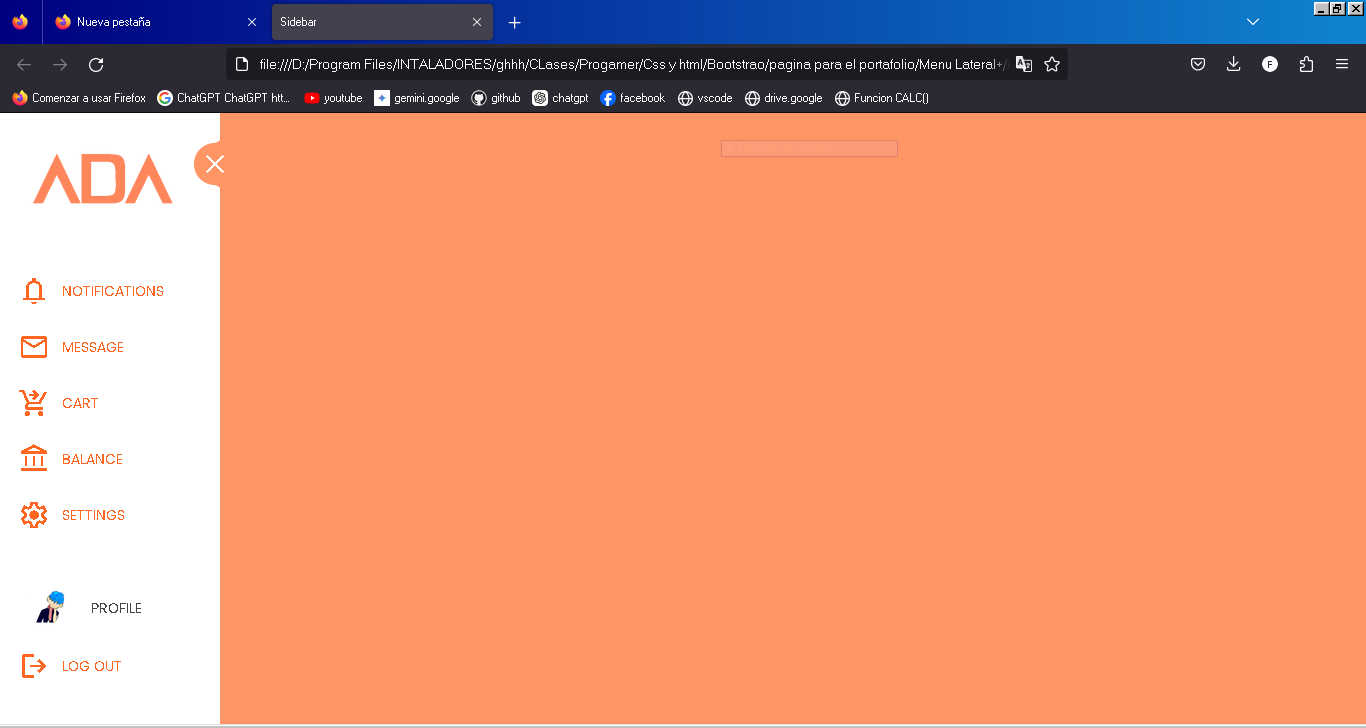 Nueva pestaña
Sidebar
file:///D:/Program Files/INTALADORES/ghhh/CLases/Progamer/Css y html/Bootstrao/pagina para el portafolio/Menu Lateral+/
Comenzar a usar Firefox
ChatGPT ChatGPT htt...
youtube
gemini.google
github
chatgpt
facebook
vscode
drive.google
Funcion CALC()
F
ADA
NOTIFICATIONS
MESSAGE
CART
BALANCE
SETTINGS
PROFILE
LOG OUT